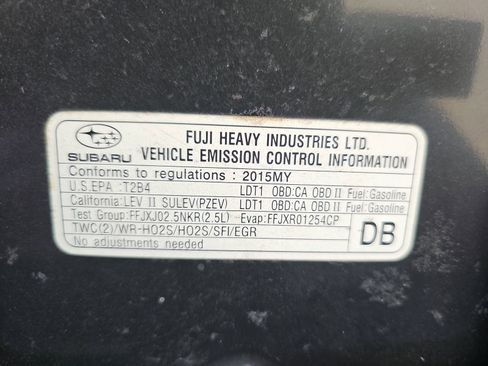 FUJI HEAVY INDUSTRIES LTD.
SUBARU VEHICLE EMISSION CONTROL INFORMATION
Conforms to regulations : 2015MY
U.S.EPA :T2B4 LDT1 OBD:CA OBD II Fuel:Gasoline
California:LEV II SULEV(PZEV) LDT1 OBD:CA OBD II Fuel:Gasoline
Test Group:FFJXJ02.5NKR(2.5L) Evap:FFJXR01254CP
TWC(2)/WR-HO2S/HO2S/SFI/EGR
No adjustments needed.
DB